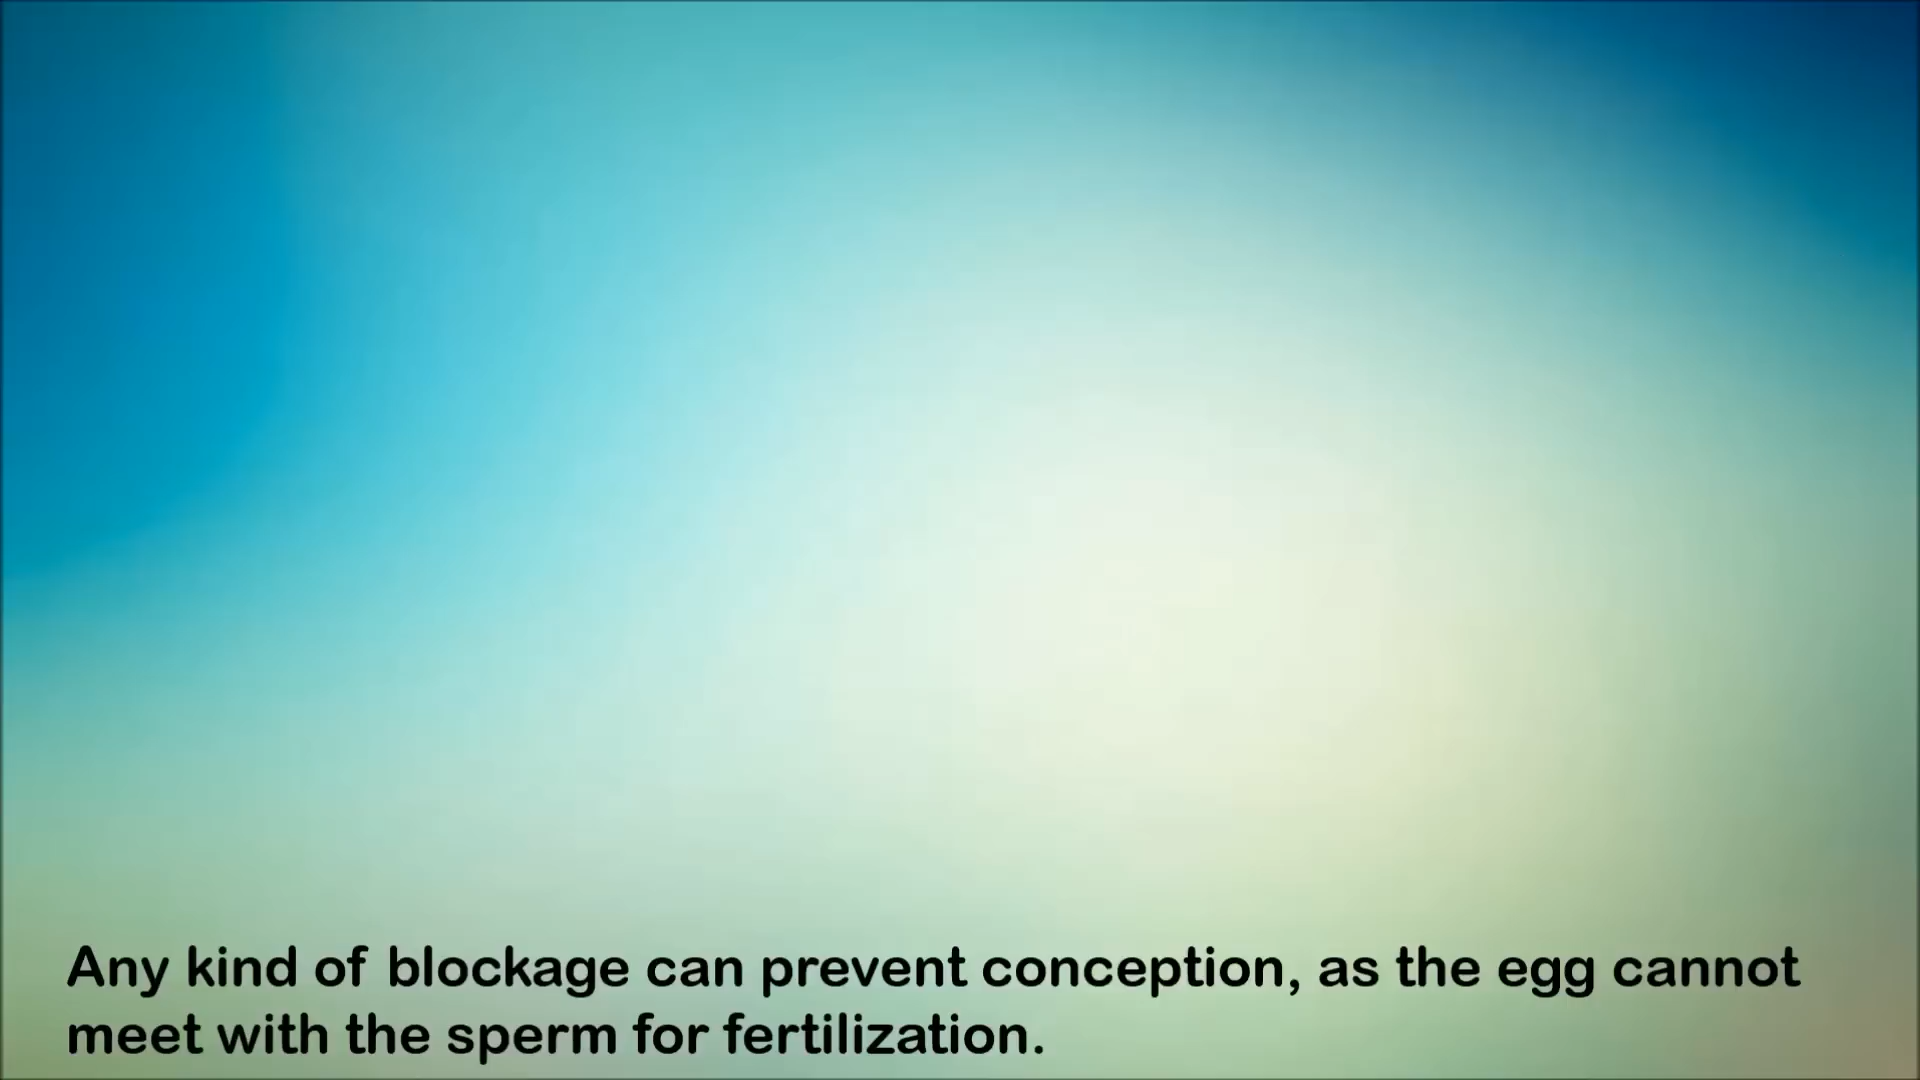 Any kind of blockage can prevent conception, as the egg cannot
meet with the sperm for fertilization.